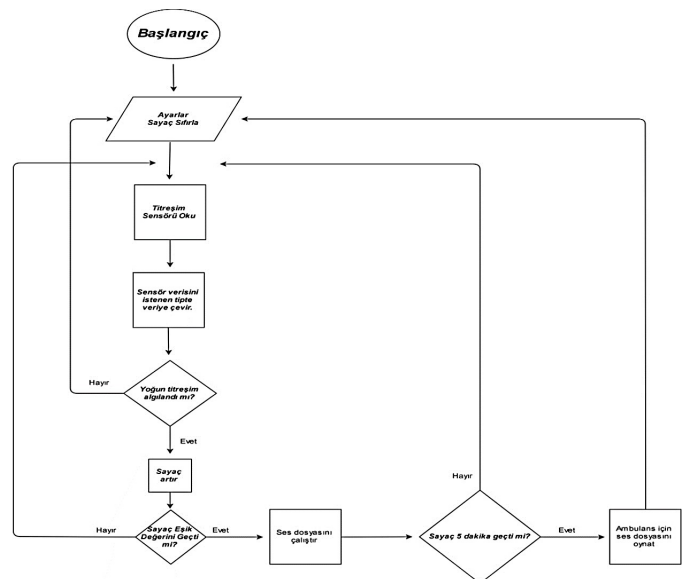 Başlangıç
Ayarlar
Sayaç Sıfırla
Titreşim
Sensörü Oku
Sensör verisini
istenen tipte
veriye çevir.
Yoğun titreşim
algılandı mı?
Hayır
Evet
Sayaç
artır
Sayaç Eşik
Değerini Geçti
mi?
Hayır
Evet
Ses dosyasını
çalıştır
Sayaç 5 dakika geçti mi?
Hayır
Evet
Ambulans için
ses dosyasını
oynat